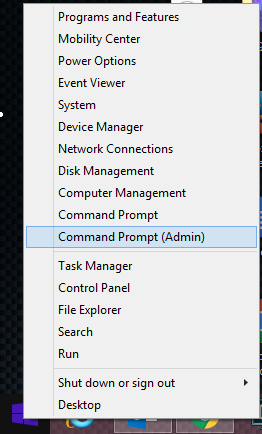 Programs and Features
Mobility Center
Power Options
Event Viewer
System
Device Manager
Network Connections
Disk Management
Computer Management
Command Prompt
Command Prompt (Admin)
Task Manager
Control Panel
File Explorer
Search
Run
Shut down or sign out
Desktop